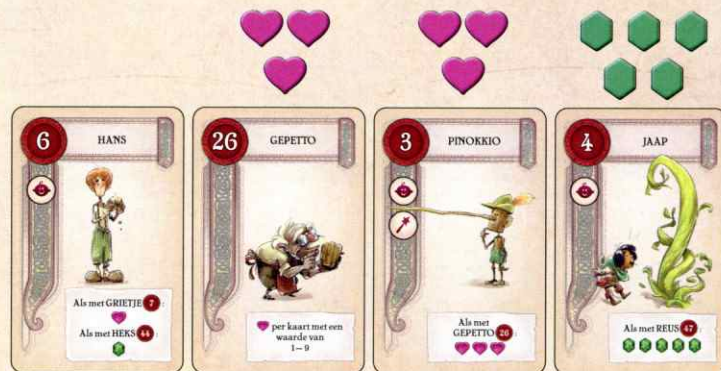 6 HANS
Als met GRIETJE 7:
Als met HEKS 44:
26 GEPETTO
per kaart met een
waarde van
1 – 9
3 PINOKKIO
Als met
GEPETTO 26:
4 JAAP
Als met REUS 47: